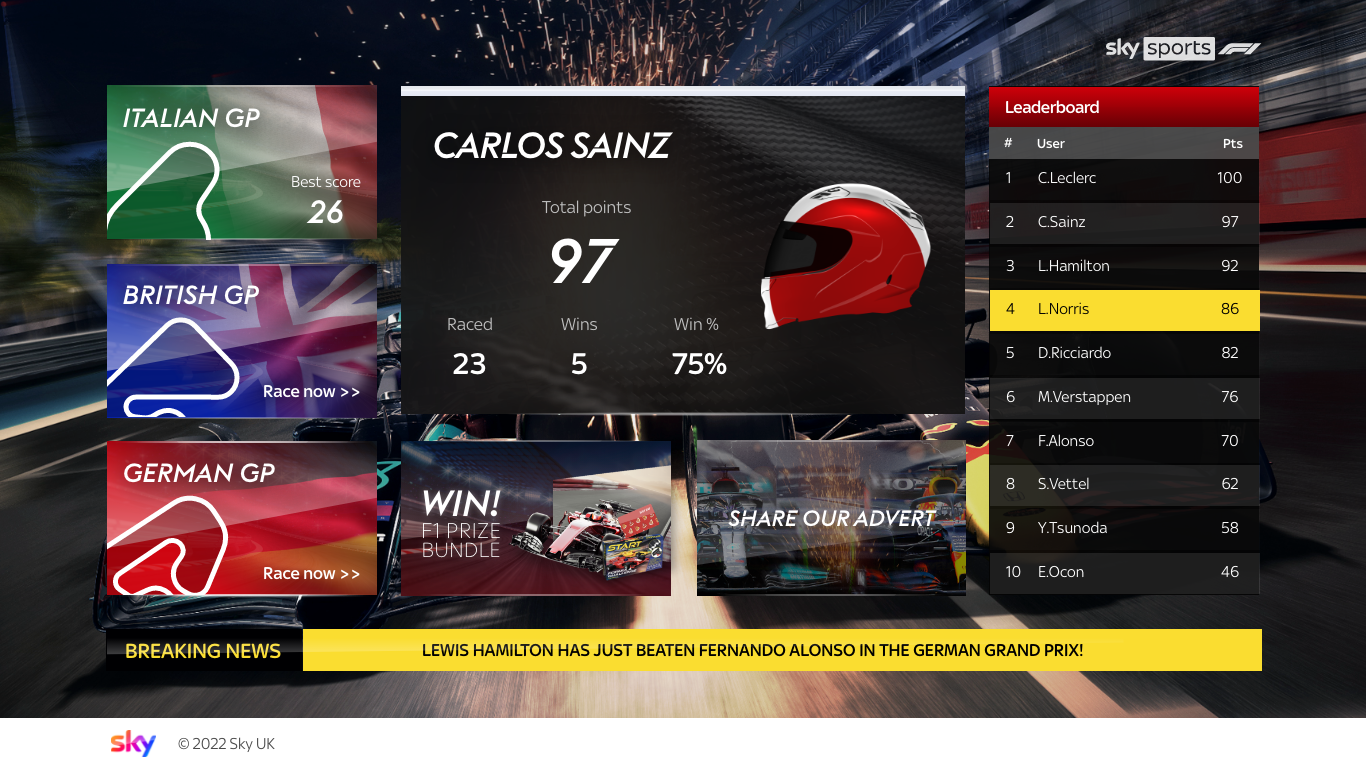 sky sports F1
ITALIAN GP
Best score
26
BRITISH GP
Race now >>
GERMAN GP
Race now >>
CARLOS SAINZ
Total points
97
Raced Wins Win %
23 5 75%
WIN!
F1 PRIZE
BUNDLE
START
SHARE OUR ADVERT
Leaderboard
# User Pts
1 C.Leclerc 100
2 C.Sainz 97
3 L.Hamilton 92
4 L.Norris 86
5 D.Ricciardo 82
6 M.Verstappen 76
7 F.Alonso 70
8 S.Vettel 62
9 Y.Tsunoda 58
10 E.Ocon 46
BREAKING NEWS LEWIS HAMILTON HAS JUST BEATEN FERNANDO ALONSO IN THE GERMAN GRAND PRIX!
sky © 2022 Sky UK